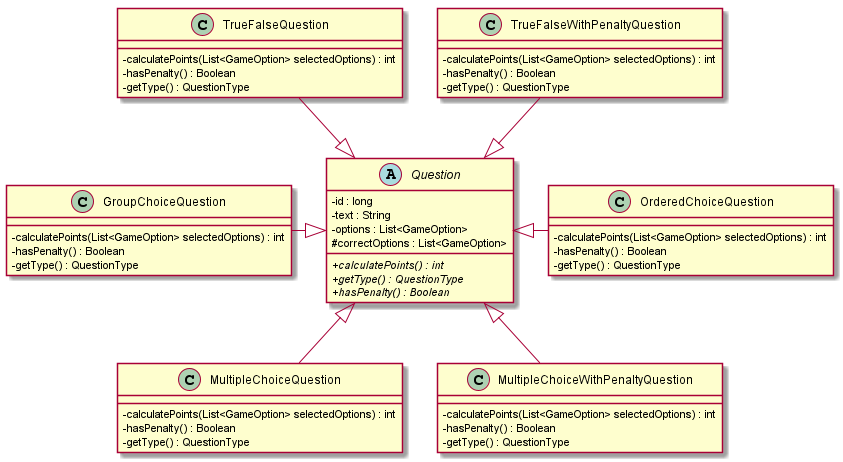 C TrueFalseQuestion
-calculatePoints(List<GameOption> selectedOptions) : int
-hasPenalty() : Boolean
-getType() : QuestionType
C TrueFalseWithPenaltyQuestion
-calculatePoints(List<GameOption> selectedOptions) : int
-hasPenalty() : Boolean
-getType() : QuestionType
C GroupChoiceQuestion
-calculatePoints(List<GameOption> selectedOptions) : int
-hasPenalty() : Boolean
-getType() : QuestionType
A Question
-id : long
-text : String
-options : List<GameOption>
#correctOptions : List<GameOption>
+calculatePoints() : int
+getType() : QuestionType
+hasPenalty() : Boolean
C OrderedChoiceQuestion
-calculatePoints(List<GameOption> selectedOptions) : int
-hasPenalty() : Boolean
-getType() : QuestionType
C MultipleChoiceQuestion
-calculatePoints(List<GameOption> selectedOptions) : int
-hasPenalty() : Boolean
-getType() : QuestionType
C MultipleChoiceWithPenaltyQuestion
-calculatePoints(List<GameOption> selectedOptions) : int
-hasPenalty() : Boolean
-getType() : QuestionType